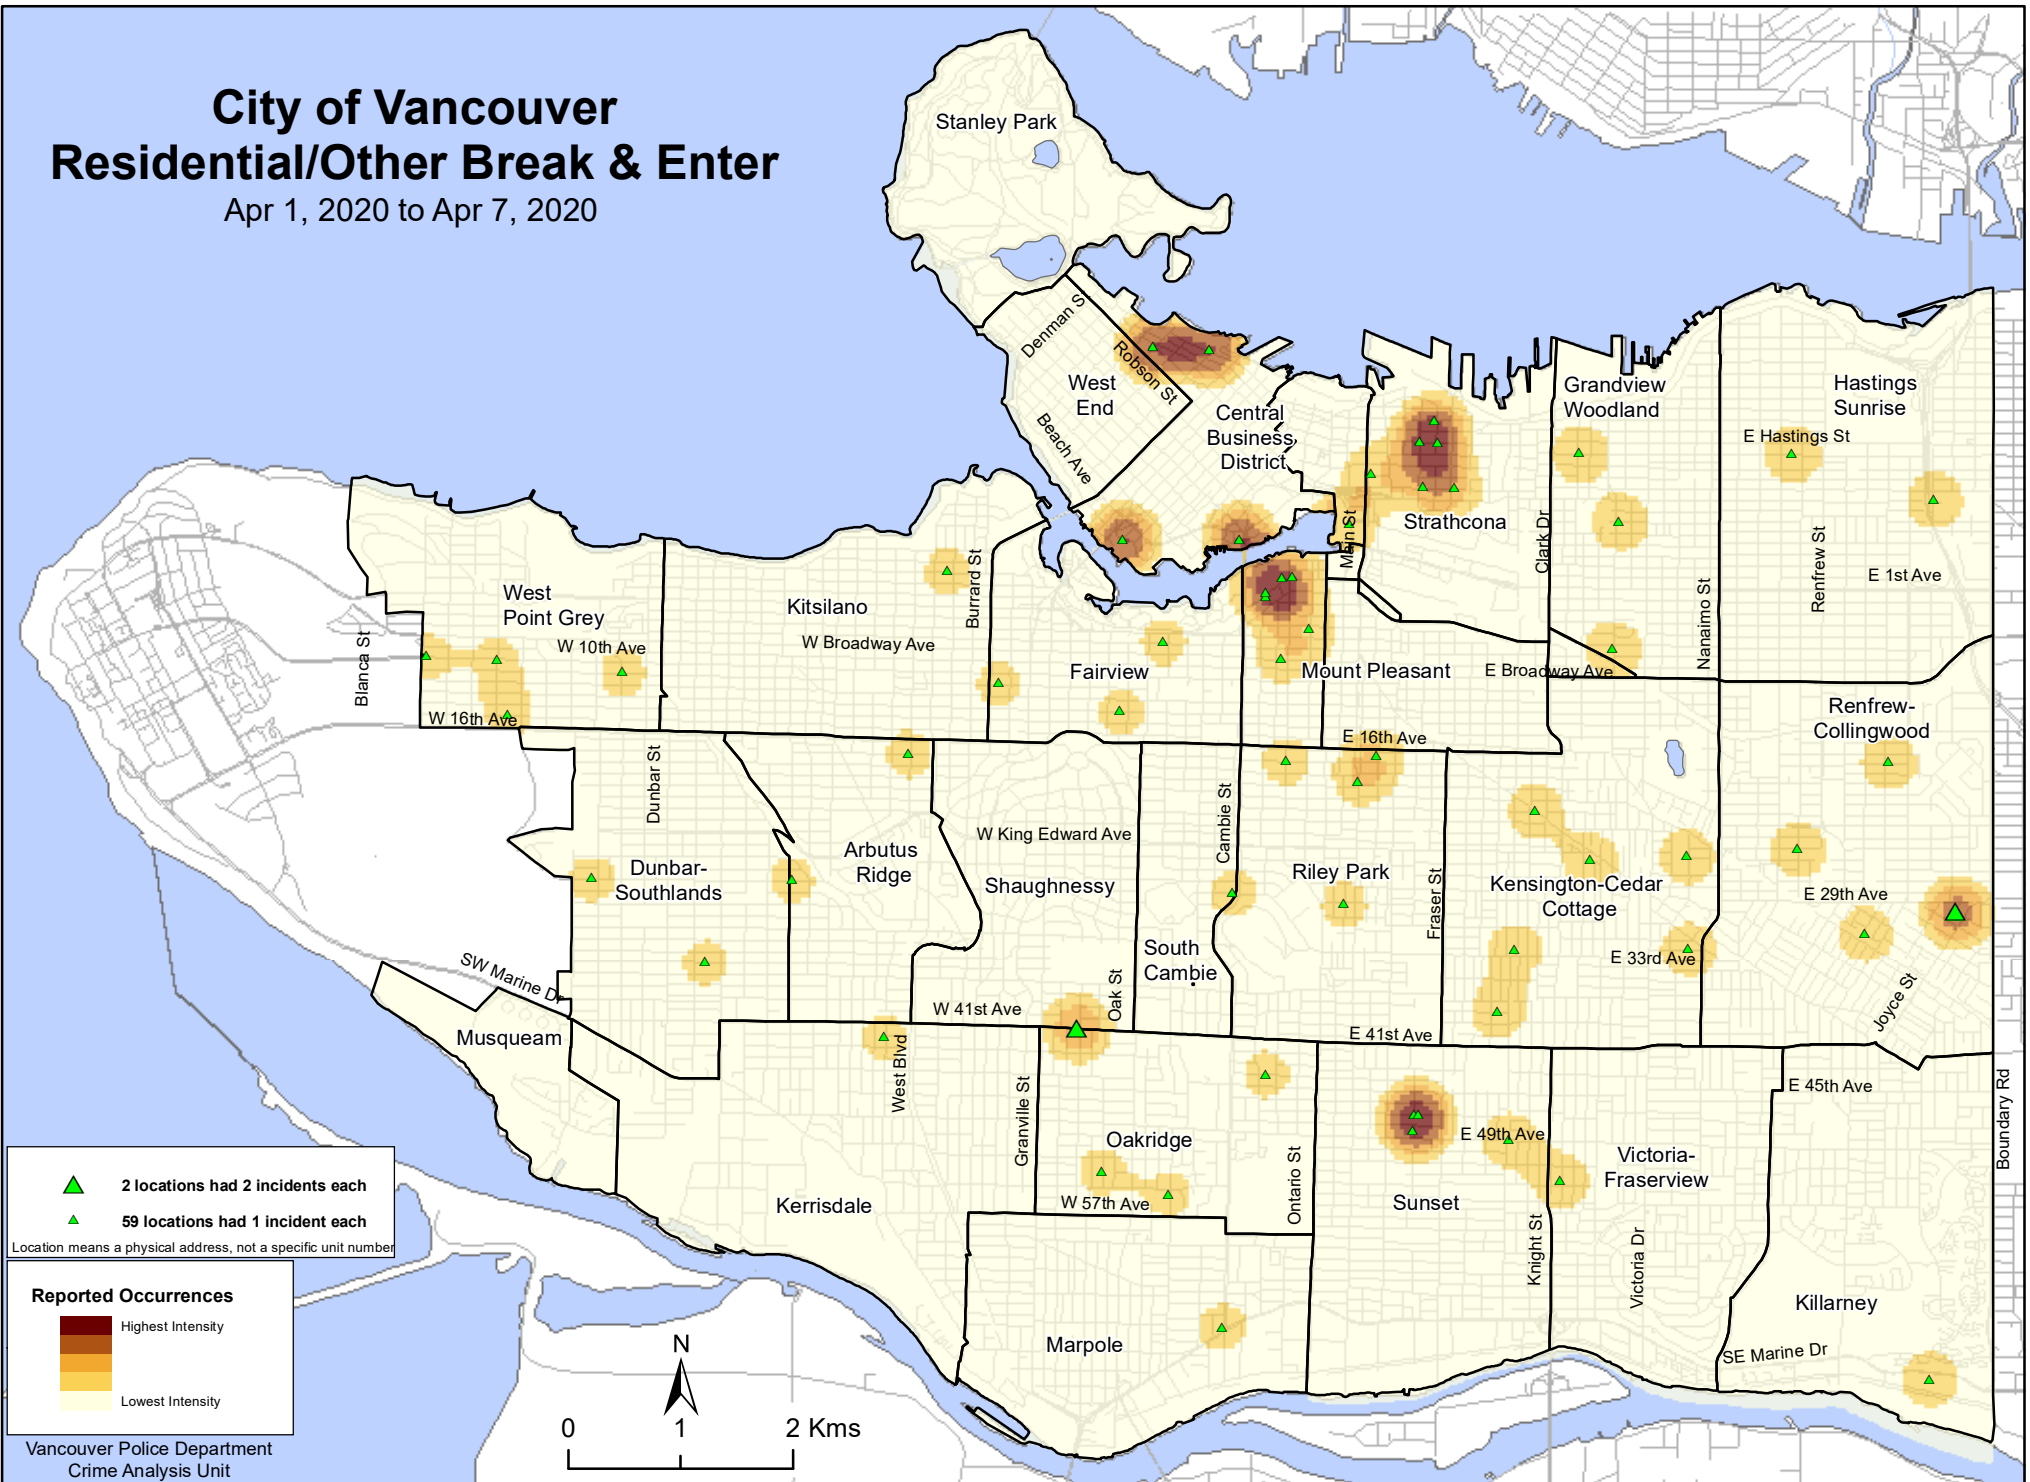 City of Vancouver
Residential/Other Break & Enter
Apr 1, 2020 to Apr 7, 2020
Stanley Park
Denman S
Robson St
West
End
Beach Ave
Central
Business
District
Grandview
Woodland
Hastings
Sunrise
E Hastings St
Strathcona
Main St
Clark Dr
Nanaimo St
Renfrew St
E 1st Ave
West
Point Grey
W 10th Ave
Blanca St
W 16th Ave
Kitsilano
W Broadway Ave
Burrard St
Fairview
Mount Pleasant
E Broadway Ave
E 16th Ave
Renfrew-
Collingwood
Dunbar St
Dunbar-
Southlands
Arbutus
Ridge
W King Edward Ave
Shaughnessy
Cambie St
South
Cambie
Riley Park
Fraser St
Kensington-Cedar
Cottage
E 29th Ave
E 33rd Ave
Joyce St
SW Marine Dr
Musqueam
W 41st Ave
Oak St
E 41st Ave
West Blvd
Granville St
Oakridge
W 57th Ave
Ontario St
E 49th Ave
Sunset
Knight St
Victoria-
Fraserview
Victoria Dr
E 45th Ave
Boundary Rd
Kerrisdale
Marpole
Killarney
SE Marine Dr
2 locations had 2 incidents each
59 locations had 1 incident each
Location means a physical address, not a specific unit number
Reported Occurrences
Highest Intensity
Lowest Intensity
Vancouver Police Department
Crime Analysis Unit
N
0 1 2 Kms